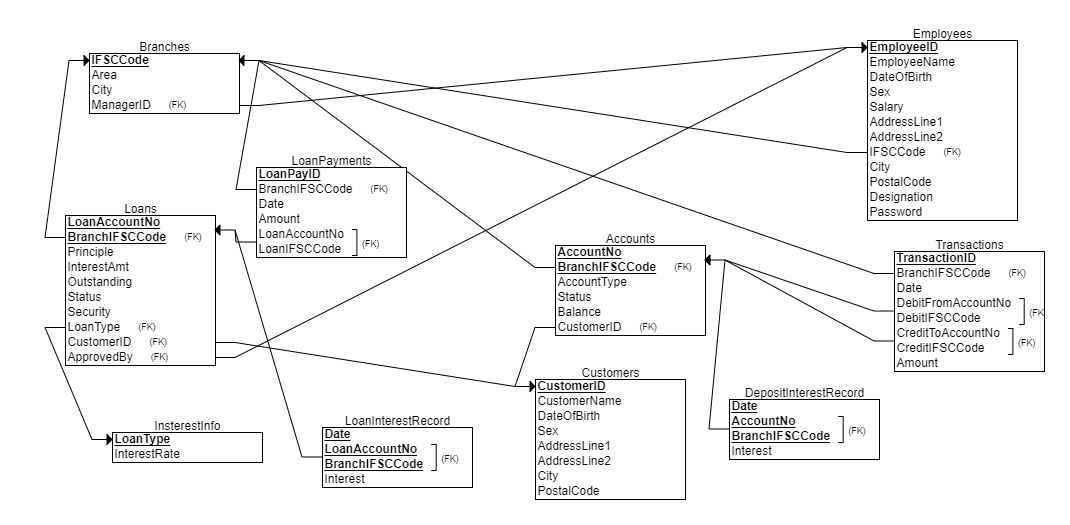 Branches
IFSCCode
Area
City
ManagerID (FK)
Employees
EmployeeID
EmployeeName
DateOfBirth
Sex
Salary
AddressLine1
AddressLine2
IFSCCode (FK)
City
PostalCode
Designation
Password
LoanPayments
LoanPayID
BranchIFSCCode (FK)
Date
Amount
LoanAccountNo
LoanIFSCCode
(FK)
Loans
LoanAccountNo
BranchIFSCCode (FK)
Principle
InterestAmt
Outstanding
Status
Security
LoanType (FK)
CustomerID (FK)
ApprovedBy (FK)
Accounts
AccountNo
BranchIFSCCode (FK)
AccountType
Status
Balance
CustomerID (FK)
Transactions
TransactionID
BranchIFSCCode (FK)
Date
DebitFromAccountNo
DebitIFSCCode
(FK
CreditToAccountNo
CreditIFSCCode
(FK)
Amount
Customers
CustomerID
CustomerName
DateOfBirth
Sex
AddressLine1
AddressLine2
City
PostalCode
DepositInterestRecord
Date
AccountNo
BranchIFSCCode
(FK)
Interest
InsterestInfo
LoanType
InterestRate
LoanInterestRecord
Date
LoanAccountNo
BranchIFSCCode
(FK)
Interest